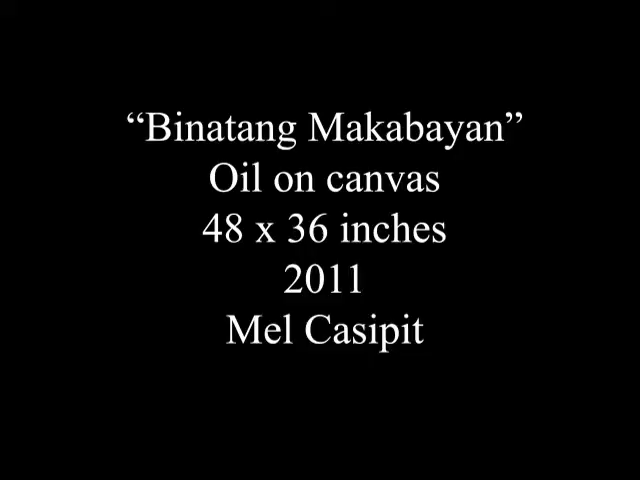 “Binatang Makabayan”
Oil on canvas
48 x 36 inches
2011
Mel Casipit